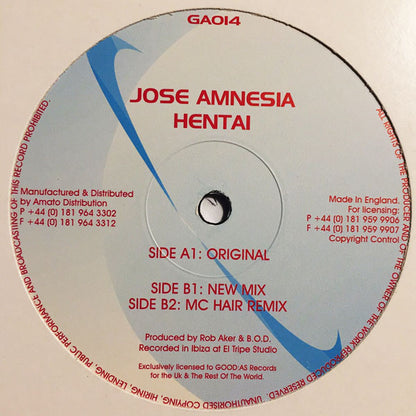 GA014
JOSE AMNESIA
HENTAI
Manufactured & Distributed
by Amato Distribution
P +44 (0) 181 964 3302
F +44 (0) 181 964 3312
Made In England.
For licensing:
P +44 (0) 181 959 9906
F +44 (0) 181 959 9907
Copyright Control
SIDE A1: ORIGINAL
SIDE B1: NEW MIX
SIDE B2: MC HAIR REMIX
Produced by Rob Aker & B.O.D.
Recorded in Ibiza at El Tripe Studio
Exclusively licensed to GOOD:AS Records
for the Uk & The Rest Of The World.
ALL RIGHTS OF THE PRODUCER AND OF THE OWNER OF THE WORK REPRODUCED RESERVED. UNAUTHORISED COPYING, HIRING, LENDING, PUBLIC PERFORMANCE AND BROADCASTING OF THIS RECORD PROHIBITED.